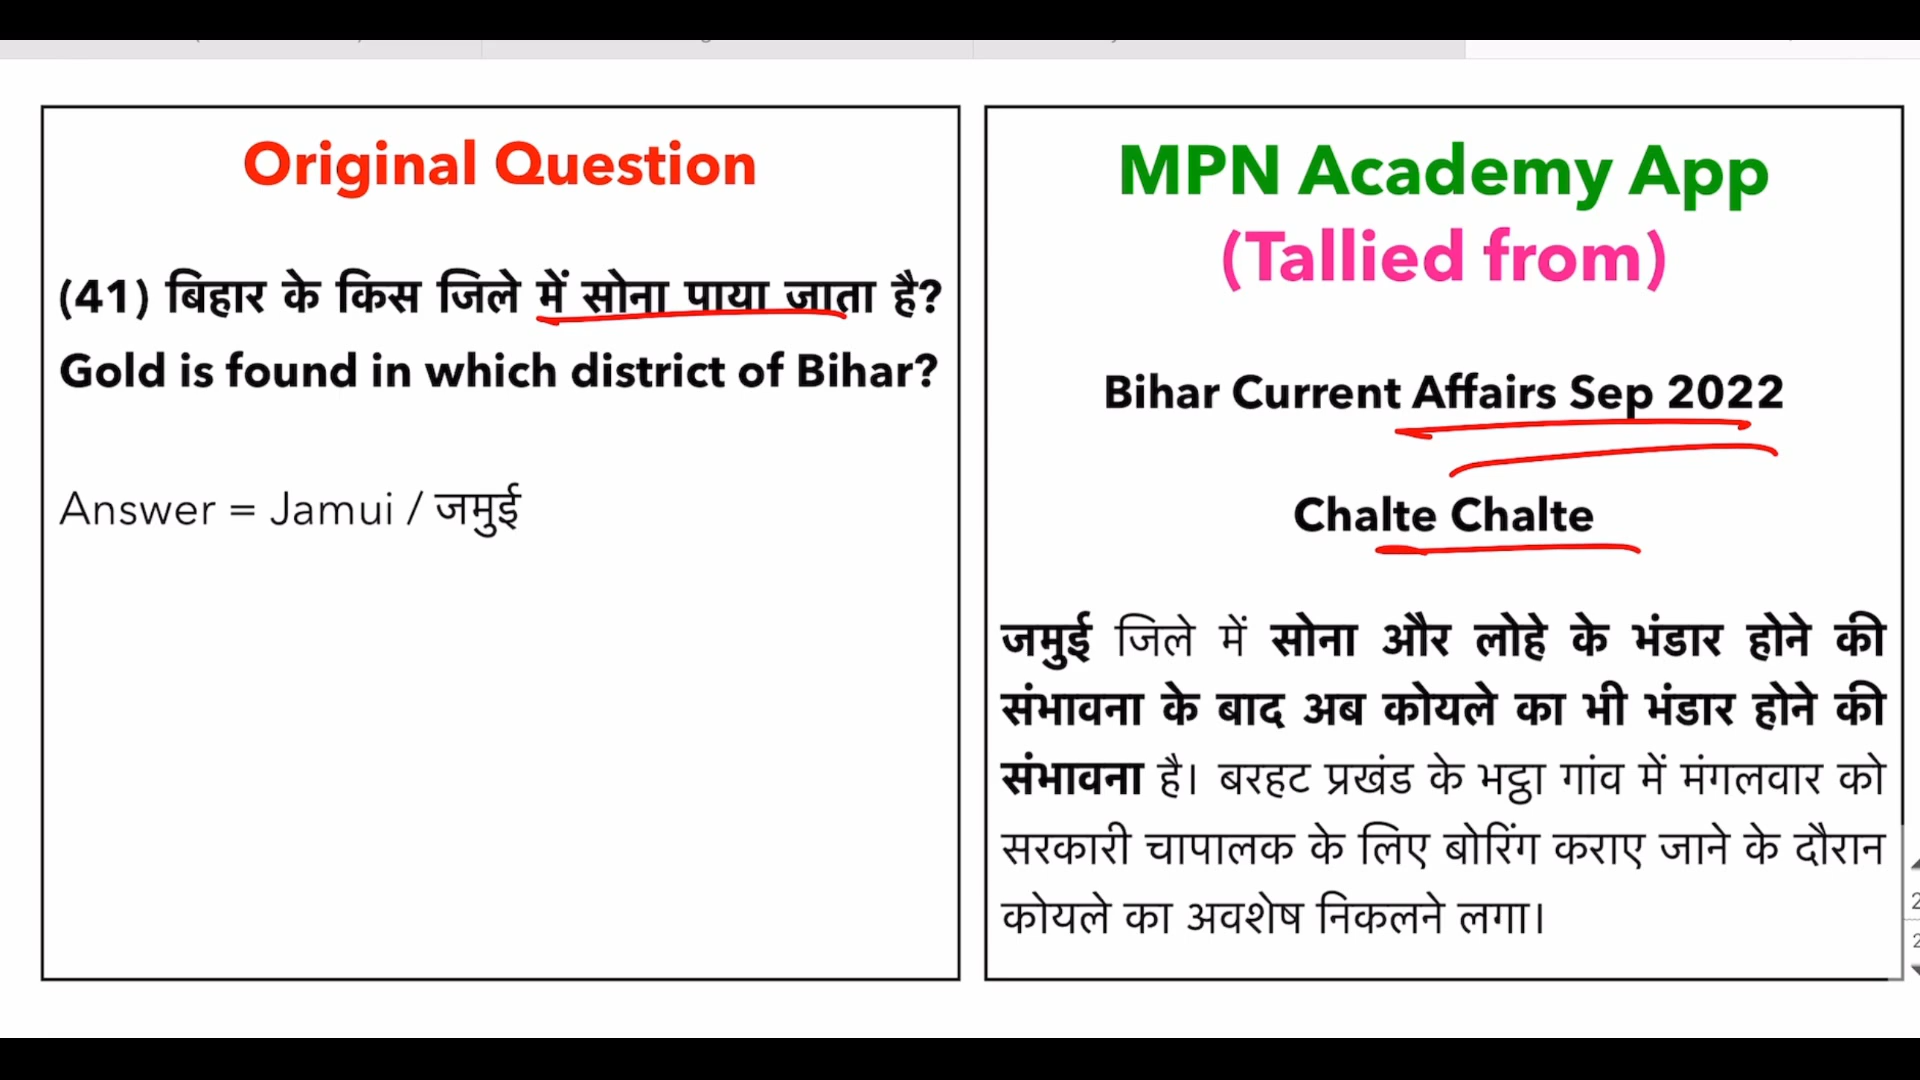 Original Question
(41) बिहार के किस जिले में सोना पाया जाता है?
Gold is found in which district of Bihar?
Answer = Jamui / जमुई
MPN Academy App
(Tallied from)
Bihar Current Affairs Sep 2022
Chalte Chalte
जमुई जिले में सोना और लोहे के भंडार होने की
संभावना के बाद अब कोयले का भी भंडार होने की
संभावना है। बरहट प्रखंड के भट्ठा गांव में मंगलवार को
सरकारी चापालक के लिए बोरिंग कराए जाने के दौरान
कोयले का अवशेष निकलने लगा।